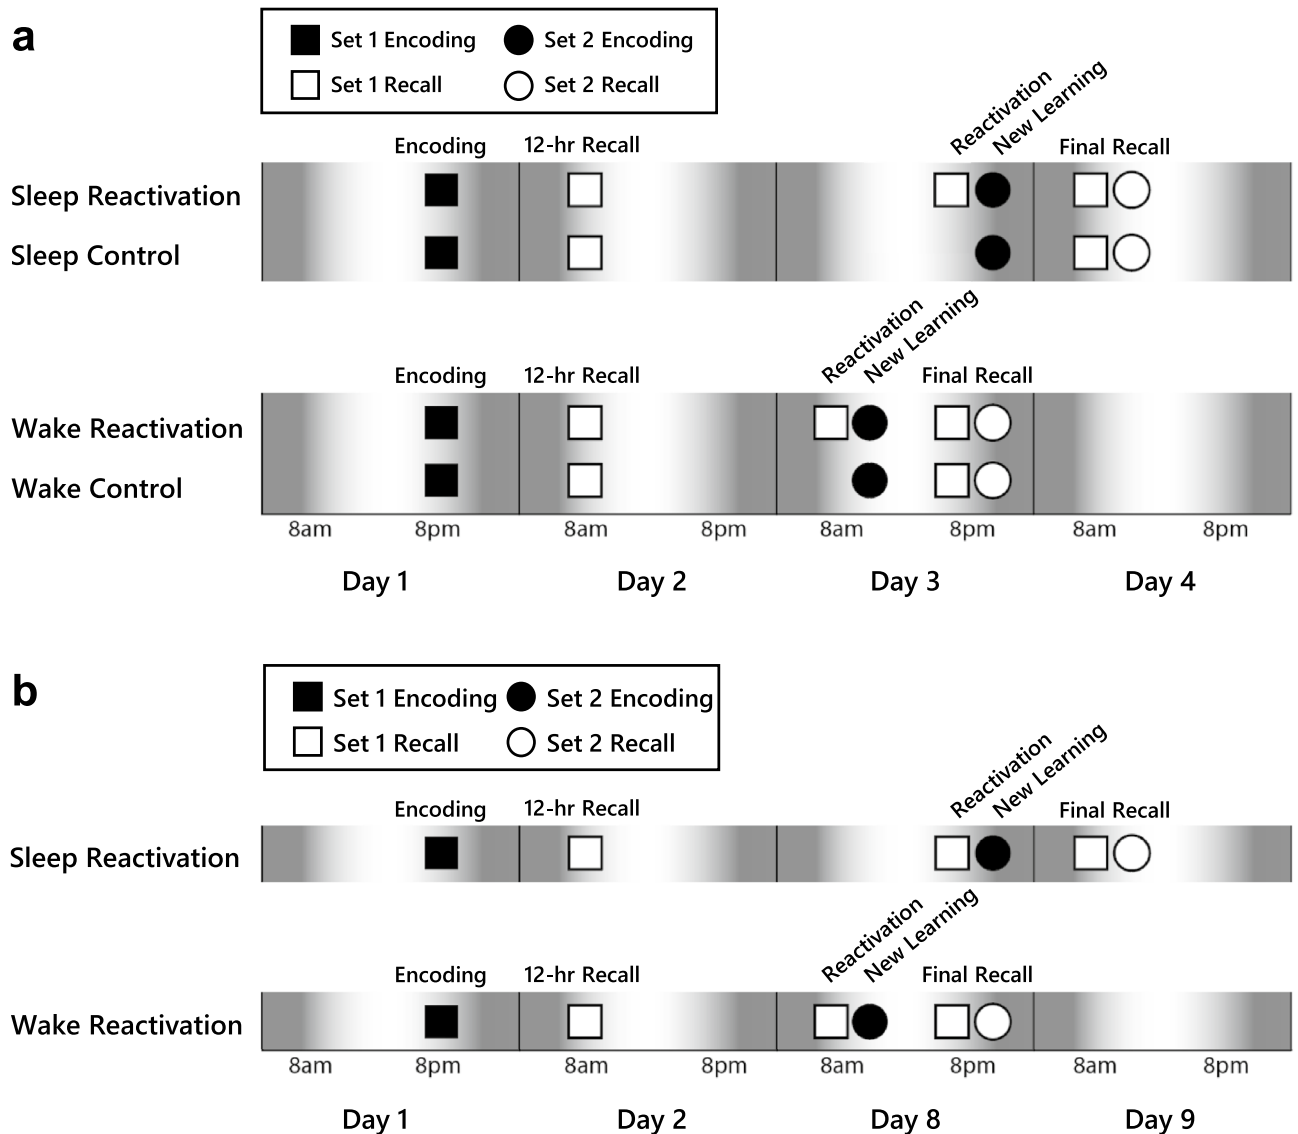 a
Set 1 Encoding
Set 2 Encoding
Set 1 Recall
Set 2 Recall
Reactivation
New Learning
Encoding
12-hr Recall
Final Recall
Sleep Reactivation
Sleep Control
Reactivation
New Learning
Encoding
12-hr Recall
Final Recall
Wake Reactivation
Wake Control
8am 8pm 8am 8pm 8am 8pm 8am 8pm
Day 1 Day 2 Day 3 Day 4
b
Set 1 Encoding
Set 2 Encoding
Set 1 Recall
Set 2 Recall
Reactivation
New Learning
Encoding
12-hr Recall
Final Recall
Sleep Reactivation
Reactivation
New Learning
Encoding
12-hr Recall
Final Recall
Wake Reactivation
8am 8pm 8am 8pm 8am 8pm 8am 8pm
Day 1 Day 2 Day 8 Day 9